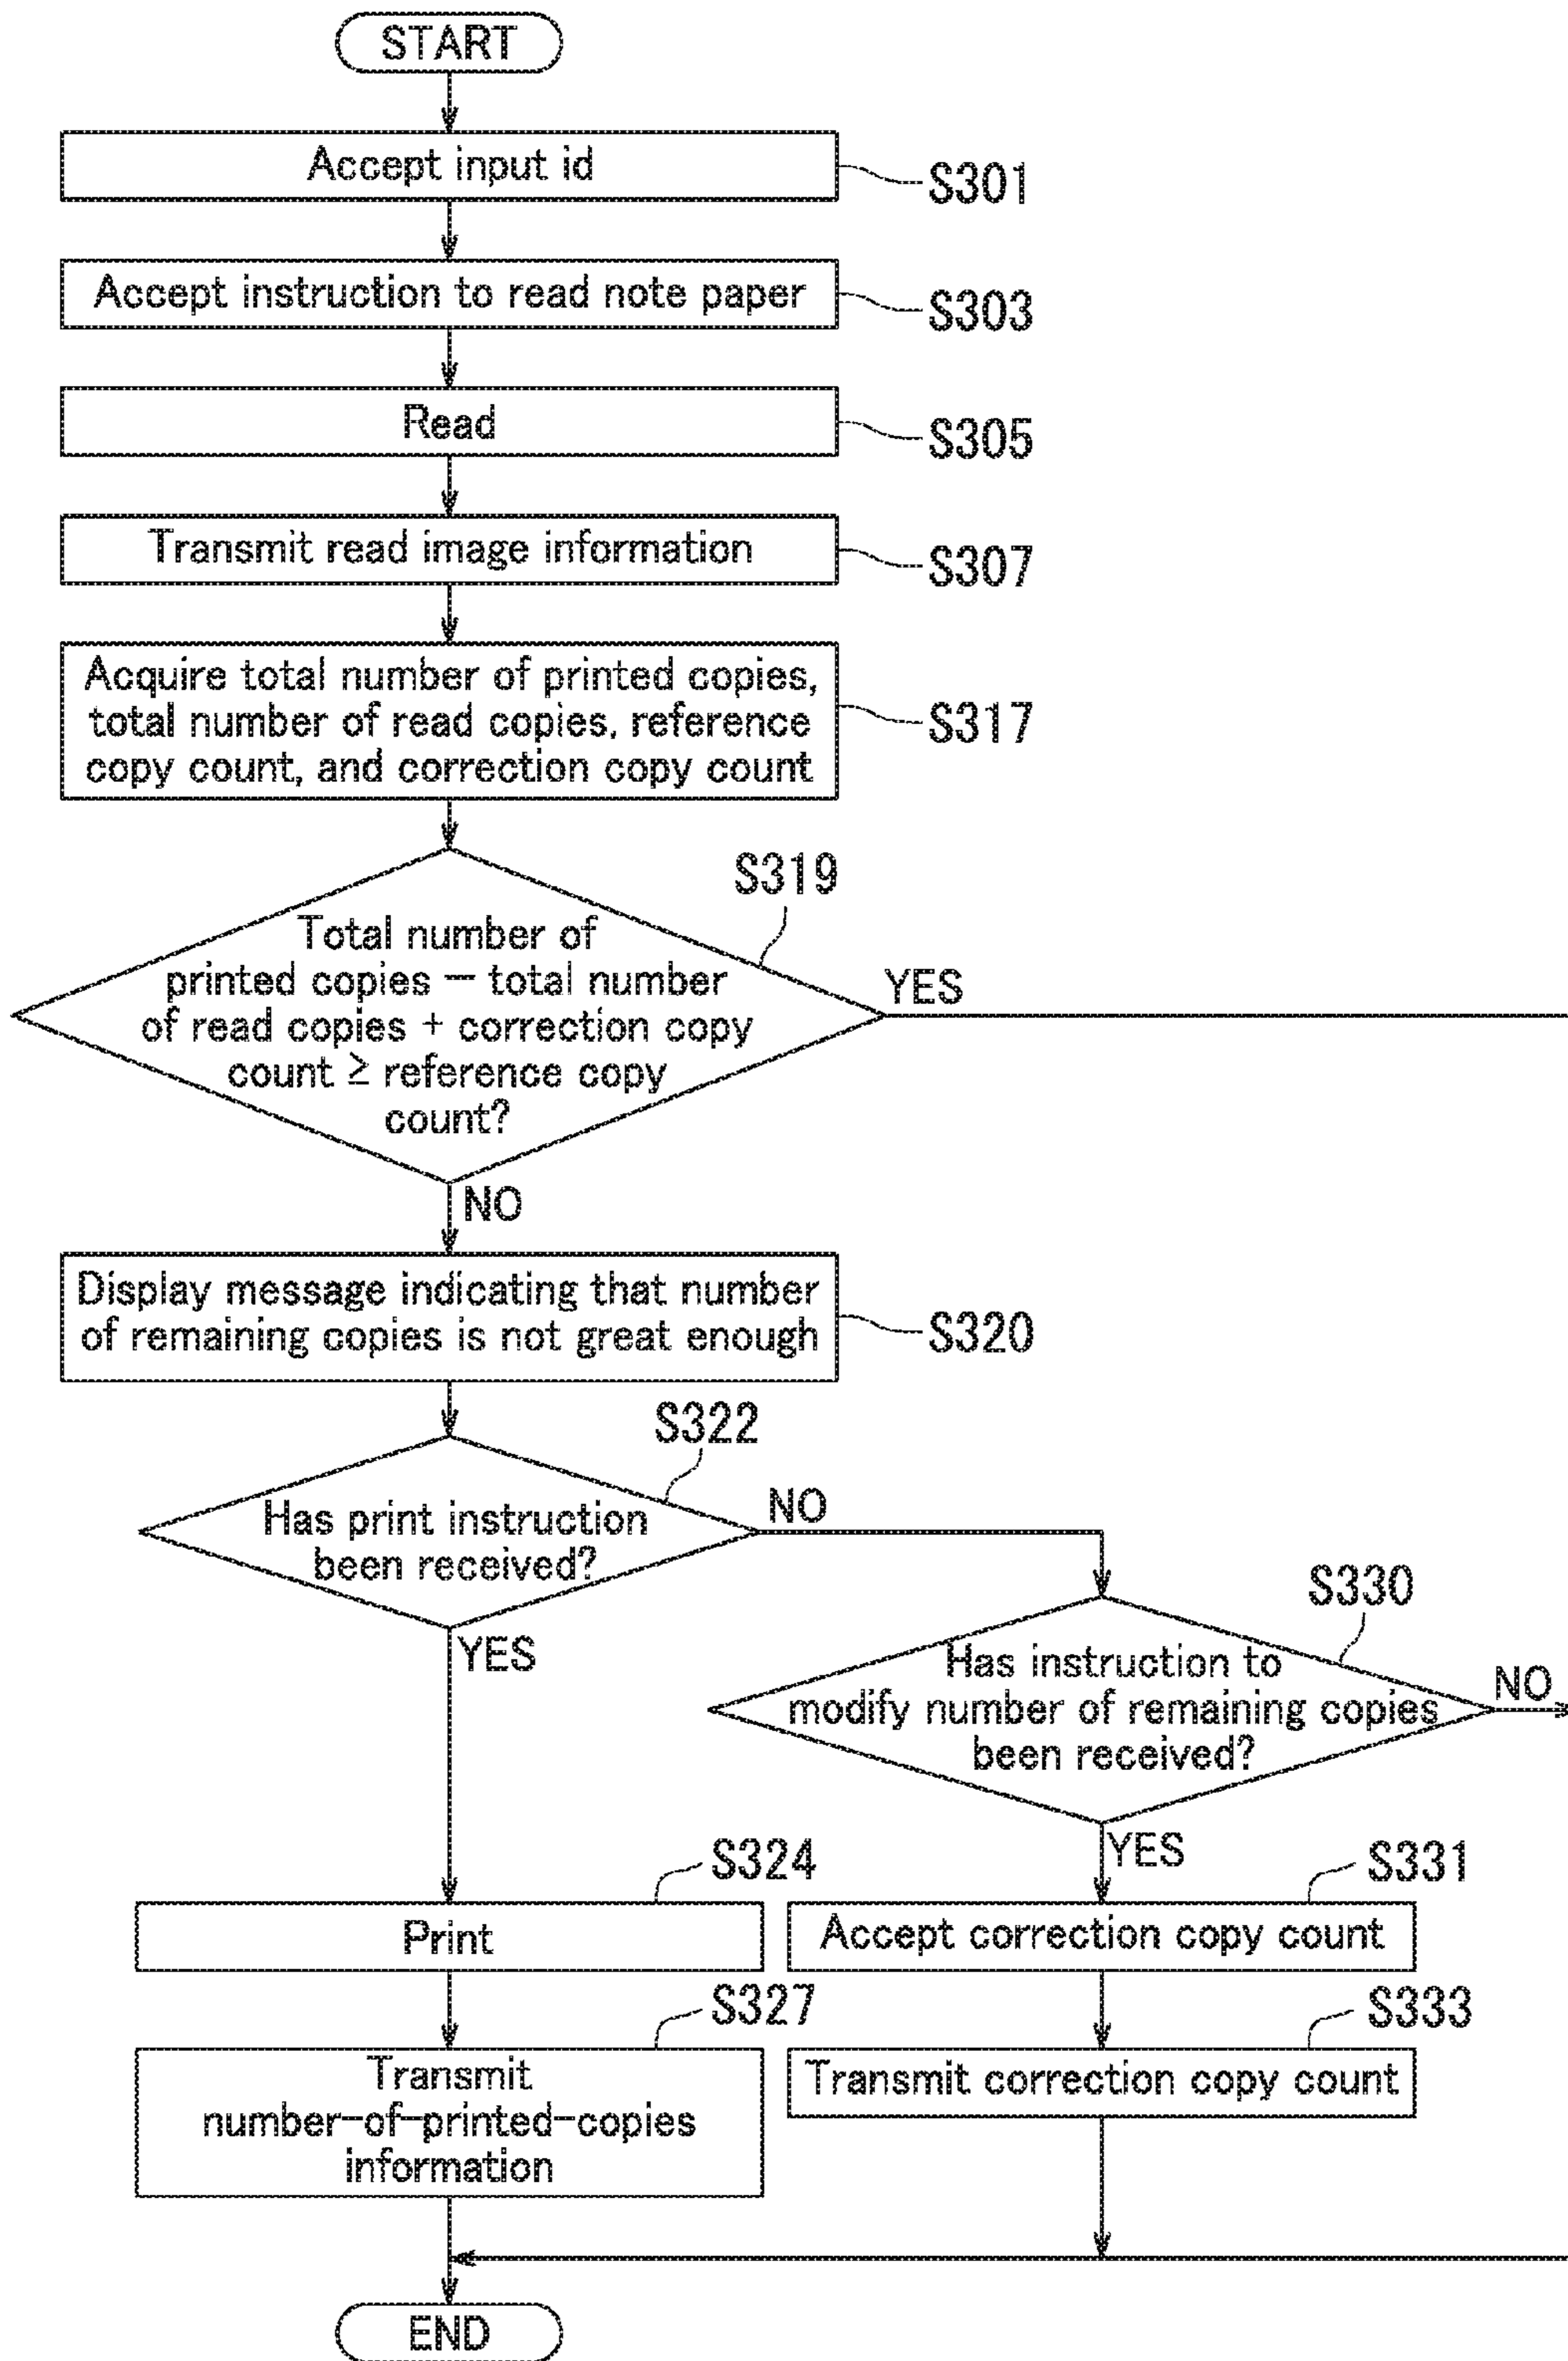 START
Accept input id
S301
Accept instruction to read note paper
S303
Read
S305
Transmit read image information
S307
Acquire total number of printed copies,
total number of read copies, reference
copy count, and correction copy count
S317
S319
Total number of
printed copies − total number
of read copies + correction copy
count ≥ reference copy
count?
YES
NO
Display message indicating that number
of remaining copies is not great enough
S320
S322
Has print instruction
been received?
NO
YES
S330
Has instruction to
modify number of remaining copies
been received?
NO
YES
S324
Print
S331
Accept correction copy count
S327
Transmit
number-of-printed-copies
information
S333
Transmit correction copy count
END